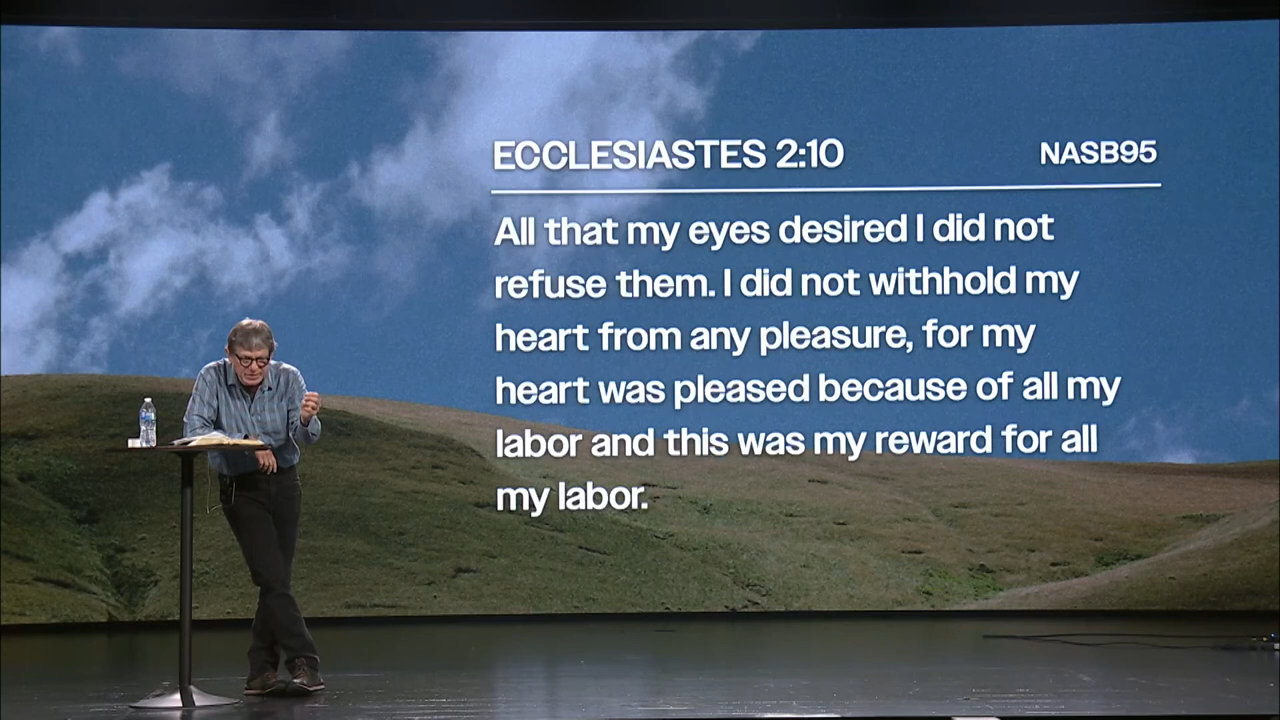 ECCLESIASTES 2:10 NASB95
All that my eyes desired I did not
refuse them. I did not withhold my
heart from any pleasure, for my
heart was pleased because of all my
labor and this was my reward for all
my labor.